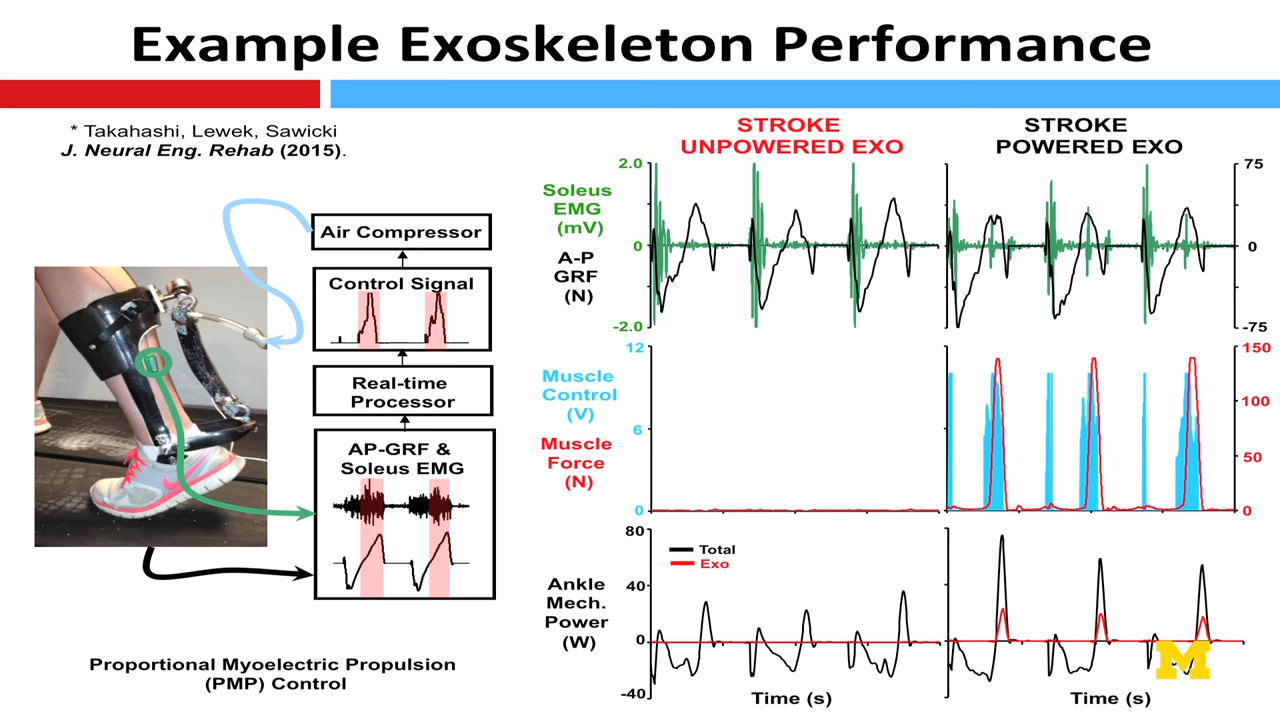 Example Exoskeleton Performance
* Takahashi, Lewek, Sawicki
J. Neural Eng. Rehab (2015).
Air Compressor
Control Signal
Real-time
Processor
AP-GRF &
Soleus EMG
Proportional Myoelectric Propulsion
(PMP) Control
STROKE
UNPOWERED EXO
STROKE
POWERED EXO
Soleus
EMG
(mV)
A-P
GRF
(N)
2.0
0
-2.0
75
0
-75
Muscle
Control
(V)
Muscle
Force
(N)
12
6
0
150
100
50
0
Ankle
Mech.
Power
(W)
80
40
0
-40
Total
Exo
Time (s)
Time (s)
M